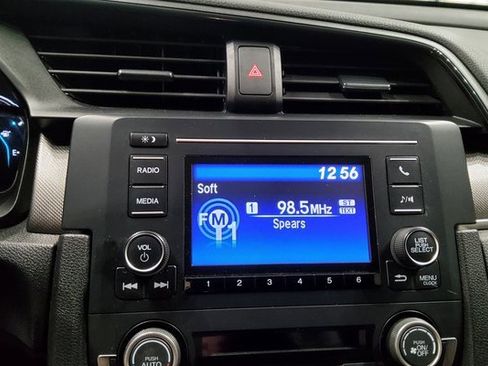 12:56
RADIO
Soft
MEDIA
1 98.5MHz ST
TEXT
FM
1
Spears
VOL
LIST
PUSH
SELECT
MENU
CLOCK
1 2 3 4 5 6
PUSH
AUTO
PUSH
ON/
OFF
E